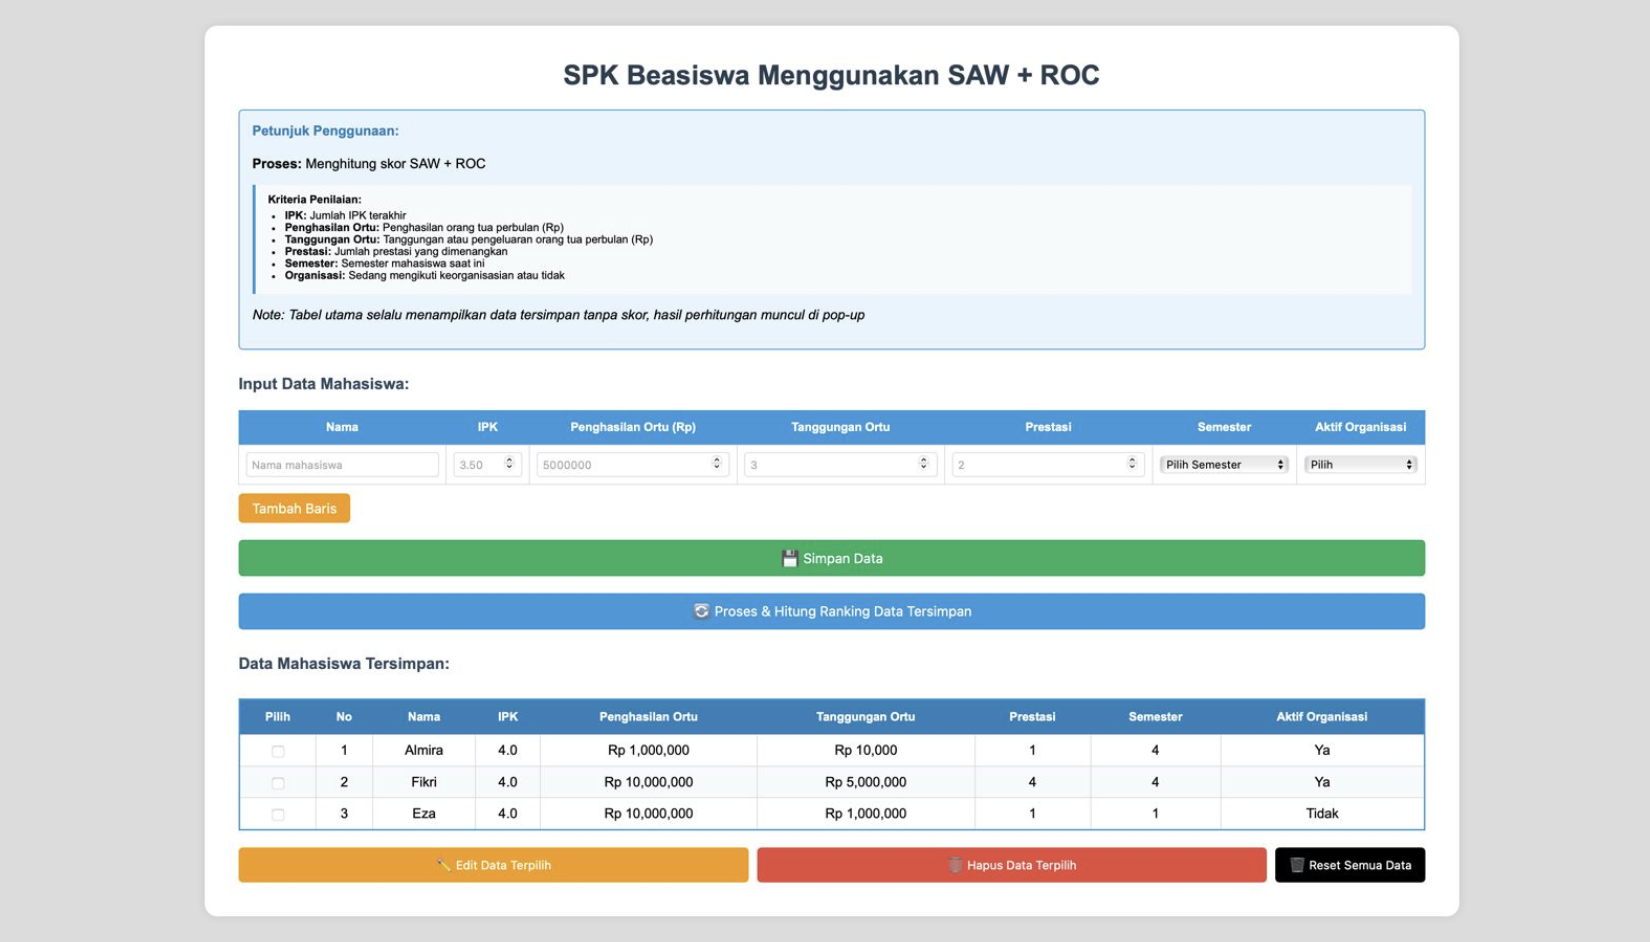 SPK Beasiswa Menggunakan SAW + ROC
Petunjuk Penggunaan:
Proses: Menghitung skor SAW + ROC
Kriteria Penilaian:
• IPK: Jumlah IPK terakhir
• Penghasilan Ortu: Penghasilan orang tua perbulan (Rp)
• Tanggungan Ortu: Tanggungan atau pengeluaran orang tua perbulan (Rp)
• Prestasi: Jumlah prestasi yang dimenangkan
• Semester: Semester mahasiswa saat ini
• Organisasi: Sedang mengikuti keorganisasian atau tidak
Note: Tabel utama selalu menampilkan data tersimpan tanpa skor, hasil perhitungan muncul di pop-up
Input Data Mahasiswa:
Nama IPK Penghasilan Ortu (Rp) Tanggungan Ortu Prestasi Semester Aktif Organisasi
Nama mahasiswa 3.50 5000000 3 2 Pilih Semester Pilih
Tambah Baris
Simpan Data
Proses & Hitung Ranking Data Tersimpan
Data Mahasiswa Tersimpan:
Pilih No Nama IPK Penghasilan Ortu Tanggungan Ortu Prestasi Semester Aktif Organisasi
1 Almira 4.0 Rp 1,000,000 Rp 10,000 1 4 Ya
2 Fikri 4.0 Rp 10,000,000 Rp 5,000,000 4 4 Ya
3 Eza 4.0 Rp 10,000,000 Rp 1,000,000 1 1 Tidak
Edit Data Terpilih Hapus Data Terpilih Reset Semua Data